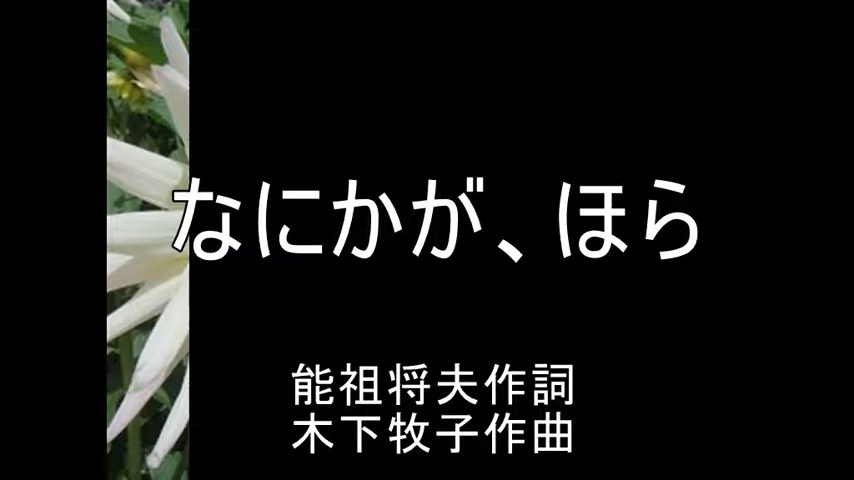 なにかが、ほら
能祖将夫作詞
木下牧子作曲